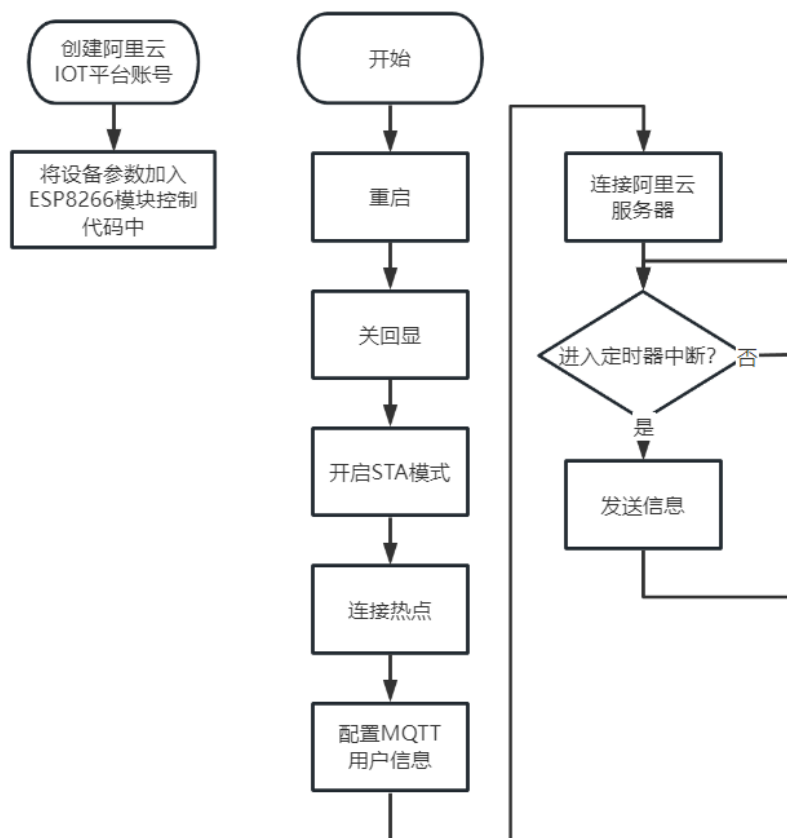 创建阿里云
IOT平台账号
将设备参数加入
ESP8266模块控制
代码中
开始
重启
关回显
开启STA模式
连接热点
配置MQTT
用户信息
连接阿里云
服务器
进入定时器中断？
否
是
发送信息